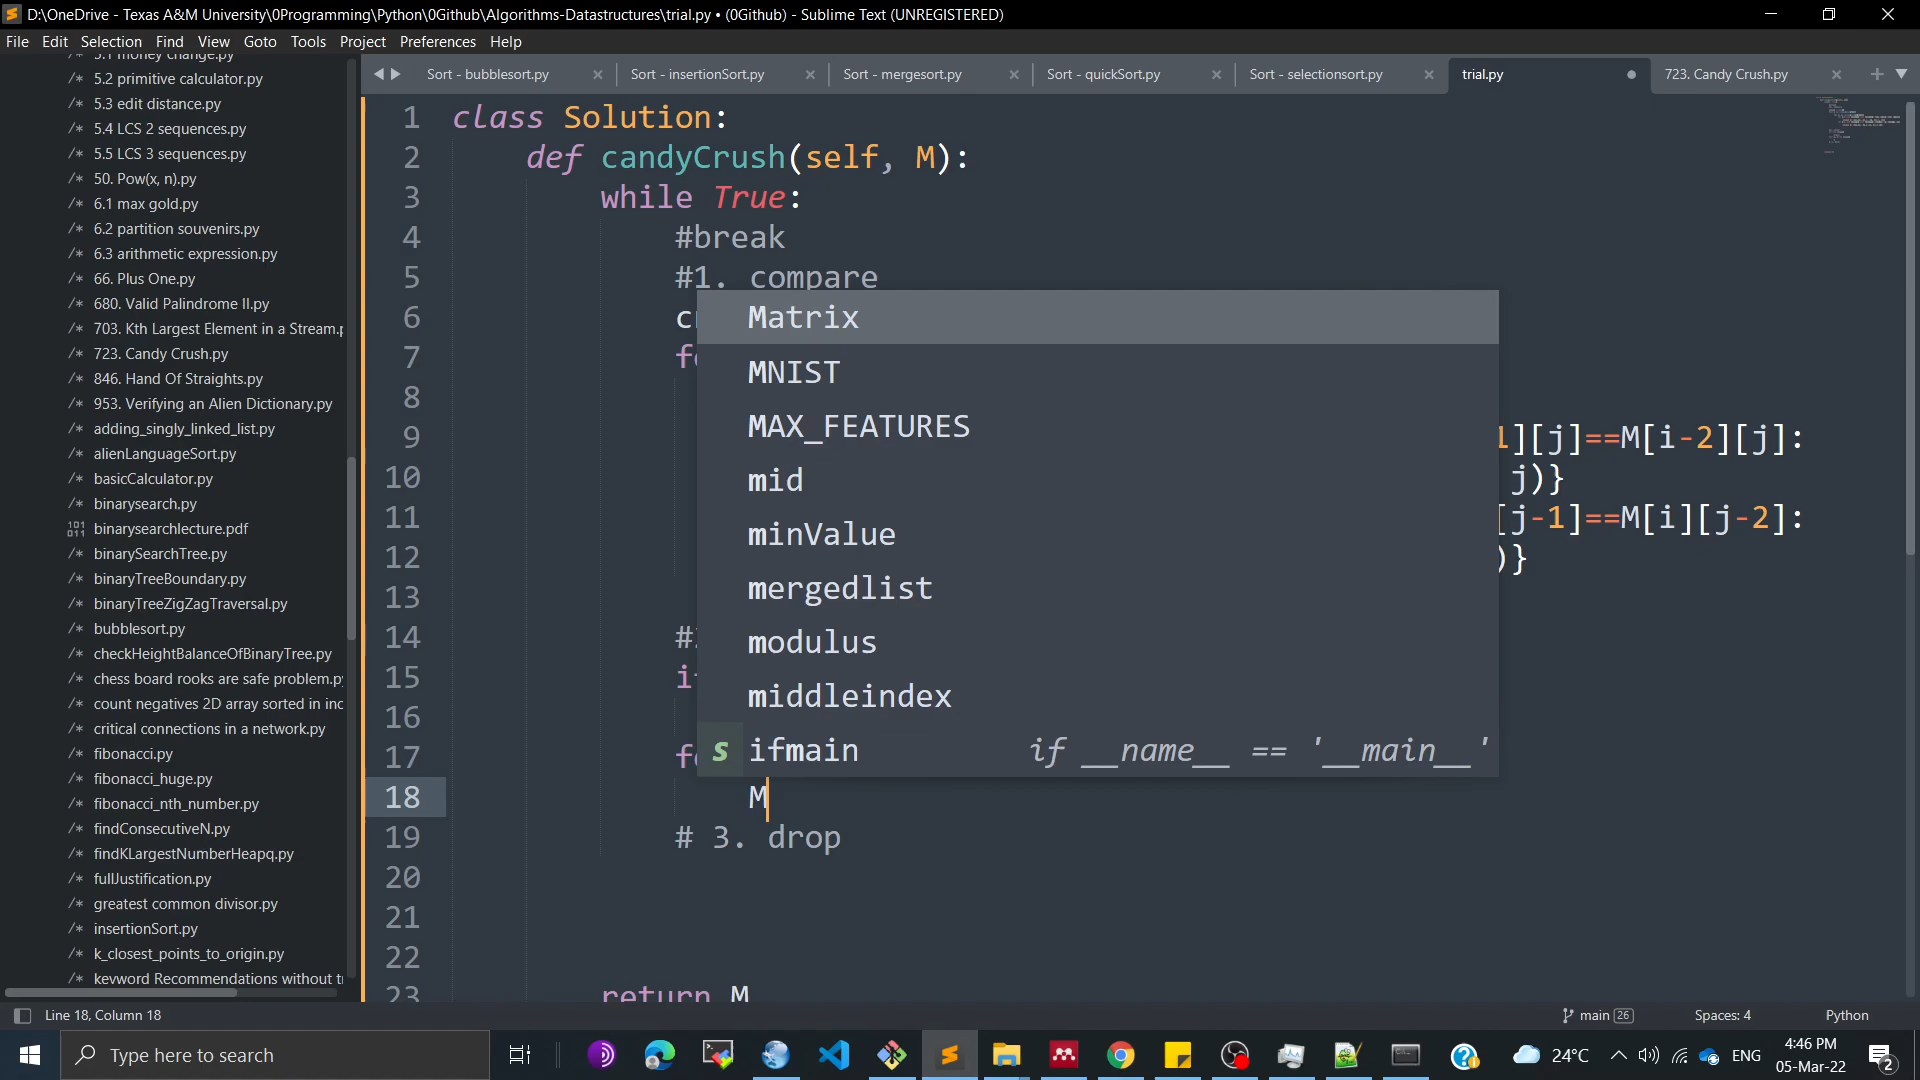 D:\OneDrive - Texas A&M University\0Programming\Python\0Github\Algorithms-Datastructures\trial.py • (0Github) - Sublime Text (UNREGISTERED)
File Edit Selection Find View Goto Tools Project Preferences Help
5.1 money change.py
5.2 primitive calculator.py
5.3 edit distance.py
5.4 LCS 2 sequences.py
5.5 LCS 3 sequences.py
50. Pow(x, n).py
6.1 max gold.py
6.2 partition souvenirs.py
6.3 arithmetic expression.py
66. Plus One.py
680. Valid Palindrome II.py
703. Kth Largest Element in a Stream.p
723. Candy Crush.py
846. Hand Of Straights.py
953. Verifying an Alien Dictionary.py
adding_singly_linked_list.py
alienLanguageSort.py
basicCalculator.py
binarysearch.py
binarysearchlecture.pdf
binarySearchTree.py
binaryTreeBoundary.py
binaryTreeZigZagTraversal.py
bubblesort.py
checkHeightBalanceOfBinaryTree.py
chess board rooks are safe problem.py
count negatives 2D array sorted in inc
critical connections in a network.py
fibonacci.py
fibonacci_huge.py
fibonacci_nth_number.py
findConsecutiveN.py
findKLargestNumberHeapq.py
fullJustification.py
greatest common divisor.py
insertionSort.py
k_closest_points_to_origin.py
keyword Recommendations without tr
Sort - bubblesort.py Sort - insertionSort.py Sort - mergesort.py Sort - quickSort.py Sort - selectionsort.py trial.py 723. Candy Crush.py
1 class Solution:
2 def candyCrush(self, M):
3 while True:
4 #break
5 #1. compare
6 cr
7 fo
8
9 1][j]==M[i-2][j]:
10 j)}
11 [j-1]==M[i][j-2]:
12 )}
13
14 #2
15 if
16
17 fo
18 M
19 # 3. drop
20
21
22
23 return M
Matrix
MNIST
MAX_FEATURES
mid
minValue
mergedlist
modulus
middleindex
s ifmain if __name__ == '__main__'
Line 18, Column 18 main 26 Spaces: 4 Python
Type here to search
24°C ENG
4:46 PM
05-Mar-22
2